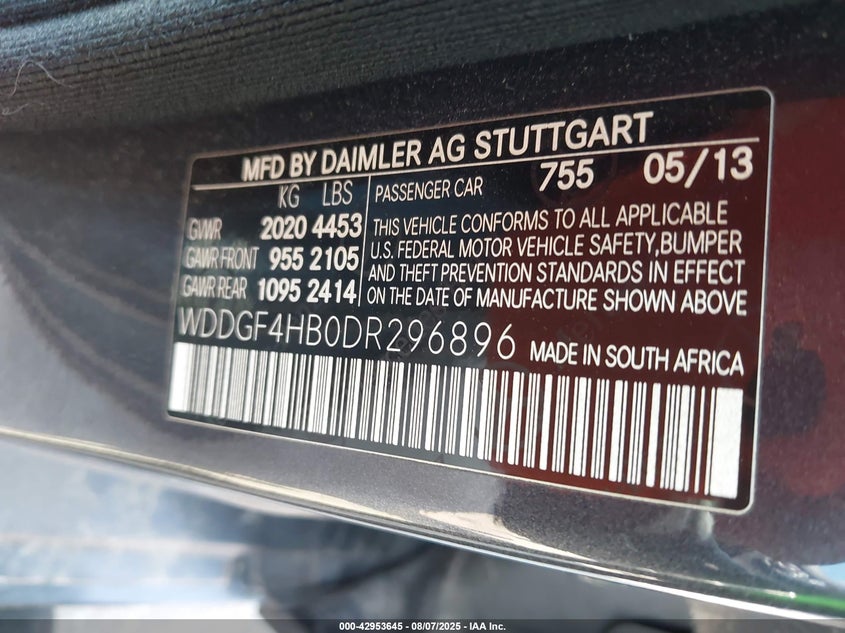 MFD BY DAIMLER AG STUTTGART
KG LBS
GVWR 2020 4453
GAWR FRONT 955 2105
GAWR REAR 1095 2414
PASSENGER CAR 755 05/13
THIS VEHICLE CONFORMS TO ALL APPLICABLE
U.S. FEDERAL MOTOR VEHICLE SAFETY,BUMPER
AND THEFT PREVENTION STANDARDS IN EFFECT
ON THE DATE OF MANUFACTURE SHOWN ABOVE
WDDGF4HB0DR296896 MADE IN SOUTH AFRICA
000-42953645 - 08/07/2025 - IAA Inc.